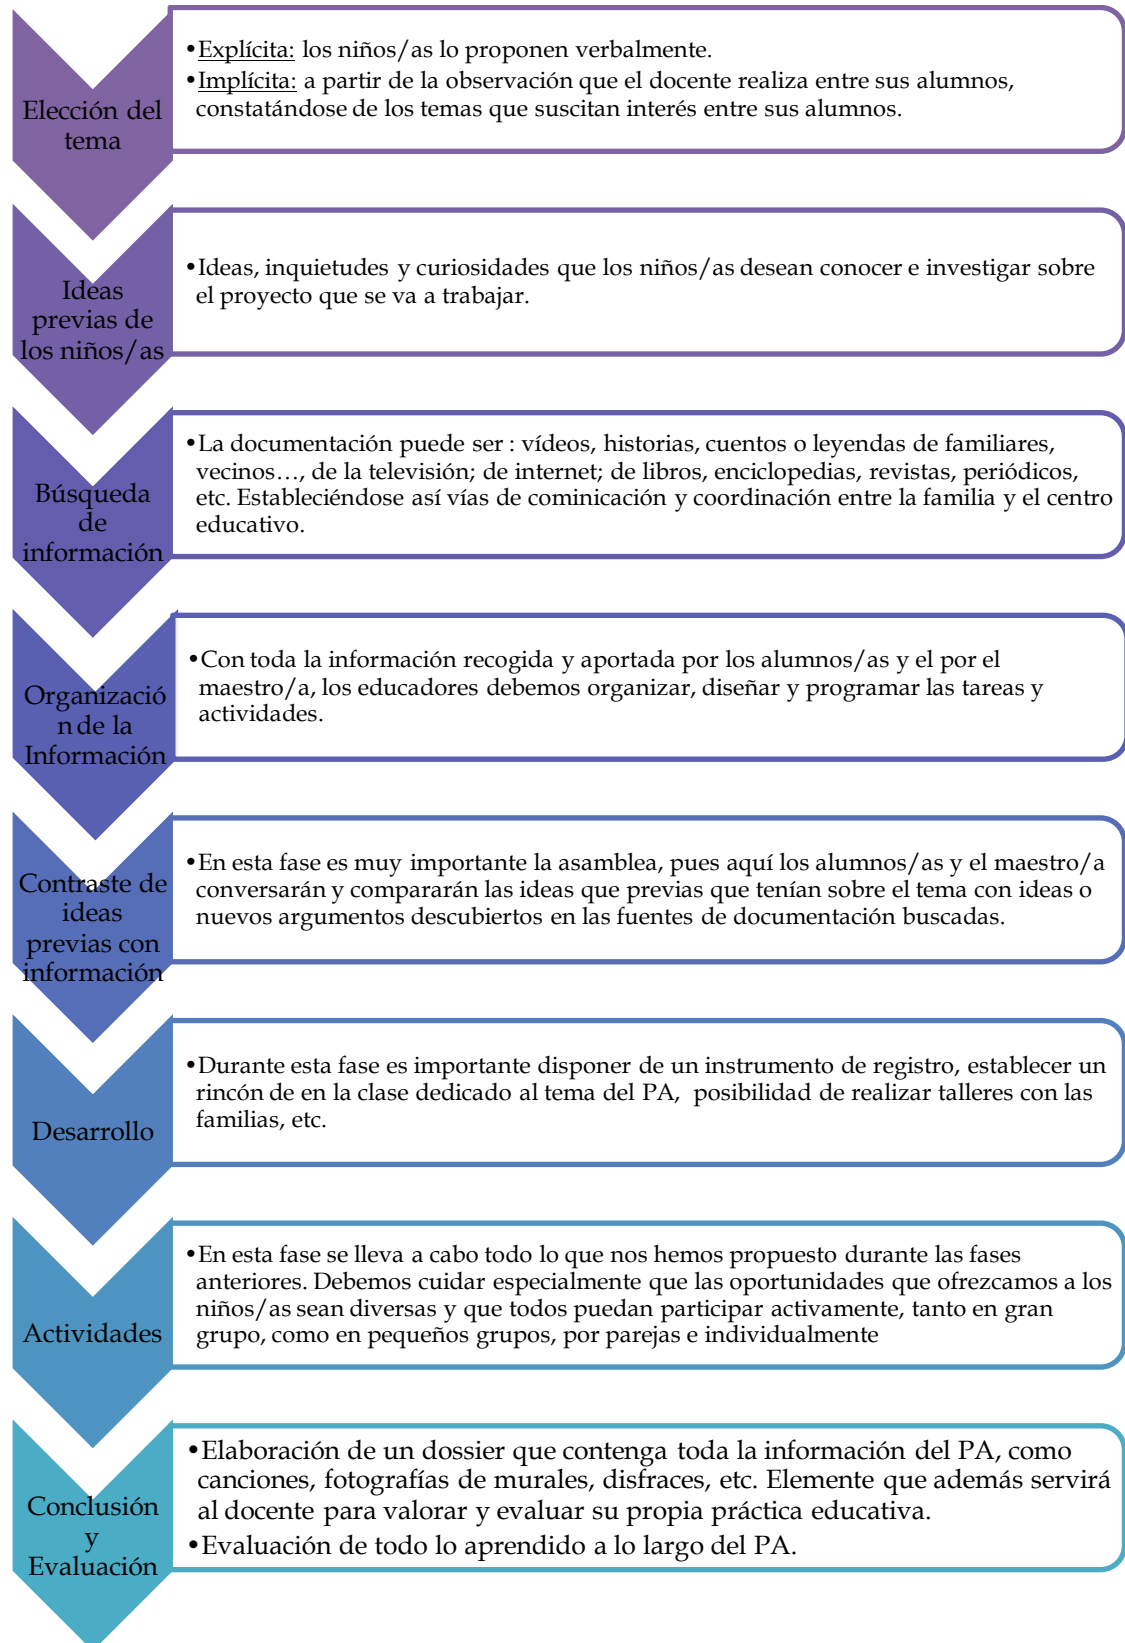 Elección del
tema
•Explícita: los niños/as lo proponen verbalmente.
•Implícita: a partir de la observación que el docente realiza entre sus alumnos,
constatándose de los temas que suscitan interés entre sus alumnos.
Ideas
previas de
los niños/as
•Ideas, inquietudes y curiosidades que los niños/as desean conocer e investigar sobre
el proyecto que se va a trabajar.
Búsqueda
de
información
•La documentación puede ser : vídeos, historias, cuentos o leyendas de familiares,
vecinos…, de la televisión; de internet; de libros, enciclopedias, revistas, periódicos,
etc. Estableciéndose así vías de cominicación y coordinación entre la familia y el centro
educativo.
Organizació
n de la
Información
•Con toda la información recogida y aportada por los alumnos/as y el por el
maestro/a, los educadores debemos organizar, diseñar y programar las tareas y
actividades.
Contraste de
ideas
previas con
información
•En esta fase es muy importante la asamblea, pues aquí los alumnos/as y el maestro/a
conversarán y compararán las ideas que previas que tenían sobre el tema con ideas o
nuevos argumentos descubiertos en las fuentes de documentación buscadas.
Desarrollo
•Durante esta fase es importante disponer de un instrumento de registro, establecer un
rincón de en la clase dedicado al tema del PA, posibilidad de realizar talleres con las
familias, etc.
Actividades
•En esta fase se lleva a cabo todo lo que nos hemos propuesto durante las fases
anteriores. Debemos cuidar especialmente que las oportunidades que ofrezcamos a los
niños/as sean diversas y que todos puedan participar activamente, tanto en gran
grupo, como en pequeños grupos, por parejas e individualmente
Conclusión
y
Evaluación
•Elaboración de un dossier que contenga toda la información del PA, como
canciones, fotografías de murales, disfraces, etc. Elemente que además servirá
al docente para valorar y evaluar su propia práctica educativa.
•Evaluación de todo lo aprendido a lo largo del PA.